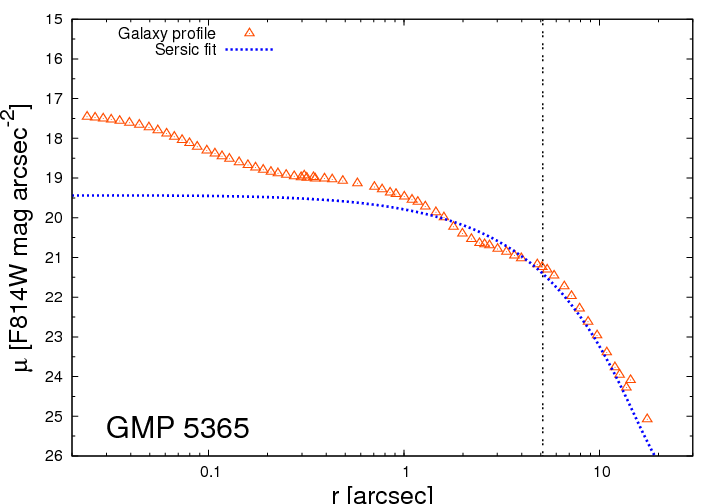 Galaxy profile
Sersic fit
15
16
17
18
19
20
21
22
23
24
25
26
μ [F814W mag arcsec-2]
GMP 5365
0.1 1 10
r [arcsec]